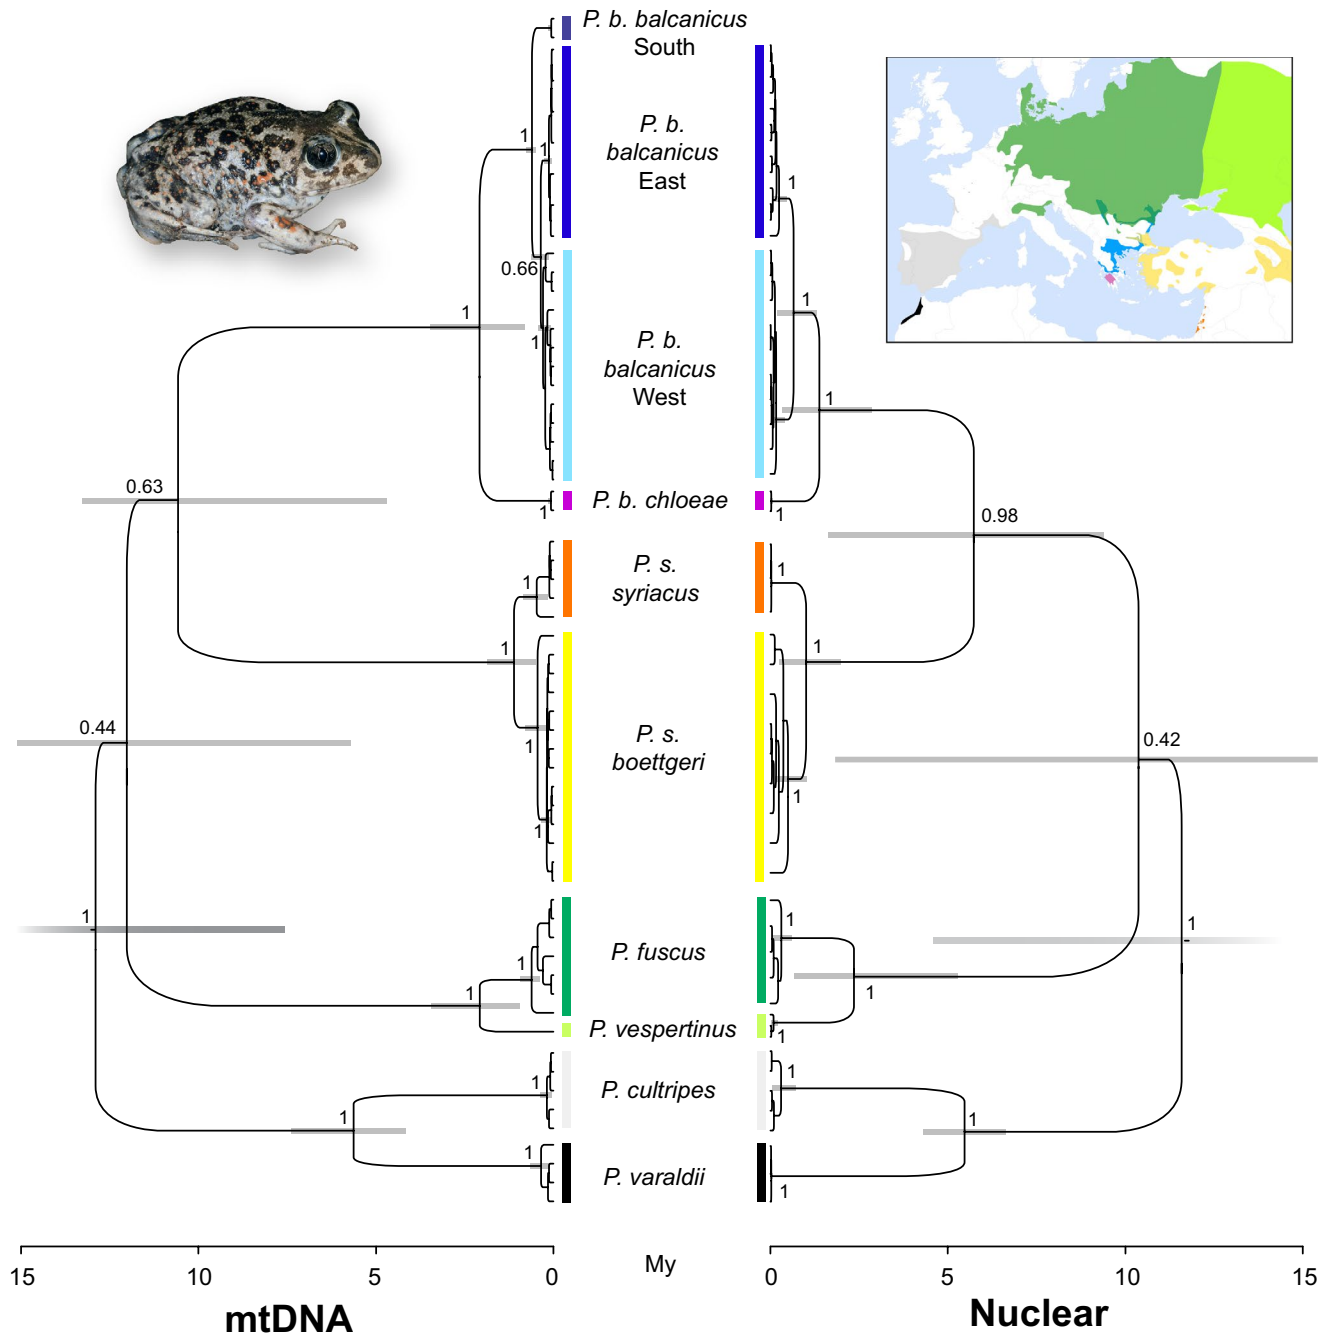 P. b. balcanicus
South
P. b.
balcanicus
East
P. b.
balcanicus
West
P. b. chloeae
P. s.
syriacus
P. s.
boettgeri
P. fuscus
P. vespertinus
P. cultripes
P. varaldii
1
1
0.66
1
1
0.63
1
1
1
1
1
0.44
1
1
1
1
1
1
1
1
1
1
0.98
1
1
1
0.42
1
1
1
1
1
1
1
15 10 5 0
My
0 5 10 15
mtDNA
Nuclear